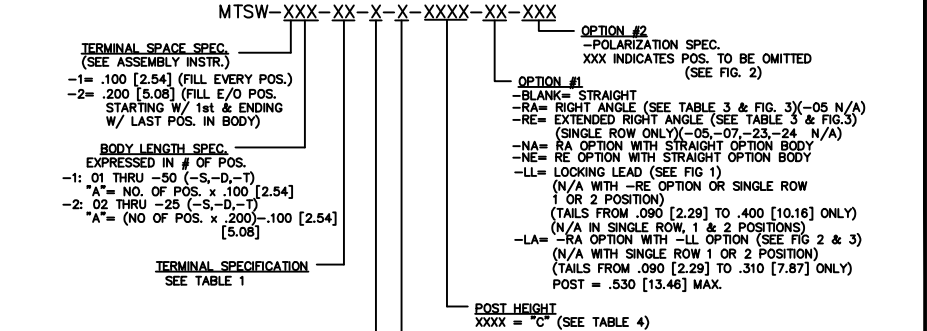 MTSW-XXX-XX-X-X-XXXX-XX-XXX
OPTION #2
-POLARIZATION SPEC.
XXX INDICATES POS. TO BE OMITTED
(SEE FIG. 2)
TERMINAL SPACE SPEC.
(SEE ASSEMBLY INSTR.)
-1= .100 [2.54] (FILL EVERY POS.)
-2= .200 [5.08] (FILL E/O POS.
STARTING W/ 1st & ENDING
W/ LAST POS. IN BODY)
OPTION #1
-BLANK= STRAIGHT
-RA= RIGHT ANGLE (SEE TABLE 3 & FIG. 3)(-05 N/A)
-RE= EXTENDED RIGHT ANGLE (SEE TABLE 3 & FIG.3)
(SINGLE ROW ONLY)(-05,-07,-23,-24 N/A)
-NA= RA OPTION WITH STRAIGHT OPTION BODY
-NE= RE OPTION WITH STRAIGHT OPTION BODY
-LL= LOCKING LEAD (SEE FIG 1)
(N/A WITH -RE OPTION OR SINGLE ROW
1 OR 2 POSITION)
(TAILS FROM .090 [2.29] TO .400 [10.16] ONLY)
(N/A IN SINGLE ROW, 1 & 2 POSITIONS)
-LA= -RA OPTION WITH -LL OPTION (SEE FIG 2 & 3)
(N/A WITH SINGLE ROW 1 OR 2 POSITION)
(TAILS FROM .090 [2.29] TO .310 [7.87] ONLY)
POST = .530 [13.46] MAX.
BODY LENGTH SPEC.
EXPRESSED IN # OF POS.
-1: 01 THRU -50 (-S,-D,-T)
"A"= NO. OF POS. x .100 [2.54]
-2: 02 THRU -25 (-S,-D,-T)
"A"= (NO OF POS. x .200)-.100 [2.54]
[5.08]
TERMINAL SPECIFICATION
SEE TABLE 1
POST HEIGHT
XXXX = "C" (SEE TABLE 4)